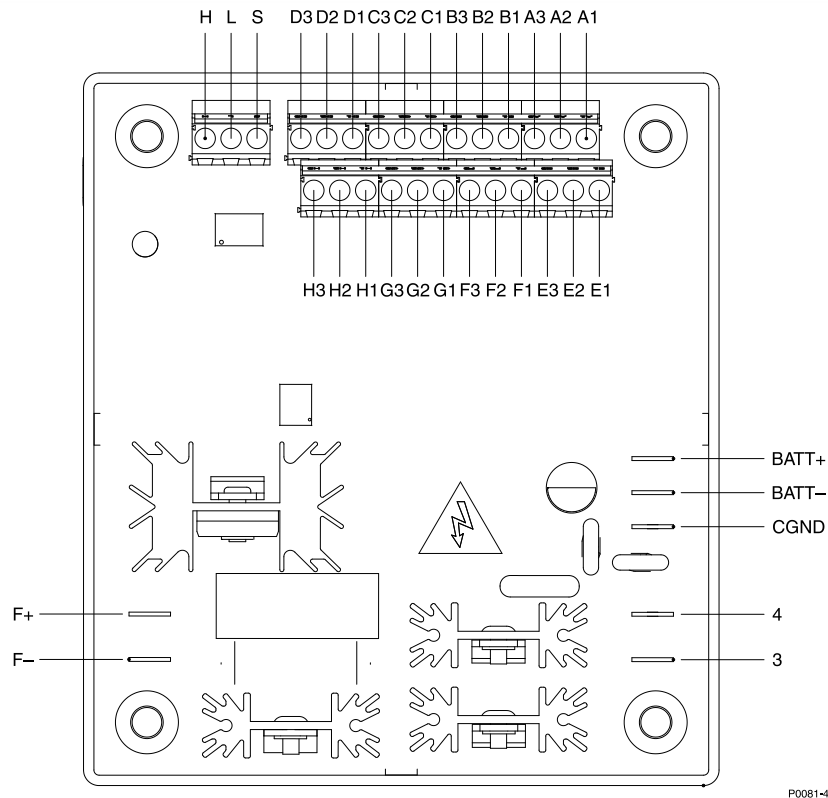 H L S D3 D2 D1 C3 C2 C1 B3 B2 B1 A3 A2 A1
H3 H2 H1 G3 G2 G1 F3 F2 F1 E3 E2 E1
BATT+
BATT–
CGND
F+
4
F–
3
P0081-4